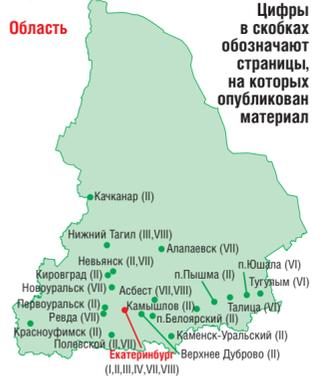 Область
Цифры
в скобках
обозначают
страницы,
на которых
опубликован
материал
Качканар (II)
Нижний Тагил (III,VIII)
Алапаевск (VII)
Невьянск (II,VII)
п.Юшала (VI)
Кировград (II)
п.Пышма (II)
Тугулым (VI)
Новоуральск (VII)
Асбест (VII,VIII)
Первоуральск (II)
Камышлов (II)
Талица (VI)
Ревда (VII)
п.Белоярский (II)
Красноуфимск (II)
Каменск-Уральский (II)
Полевской (II,VII)
Екатеринбург
(I,II,III,IV,VII,VIII)
Верхнее Дуброво (II)